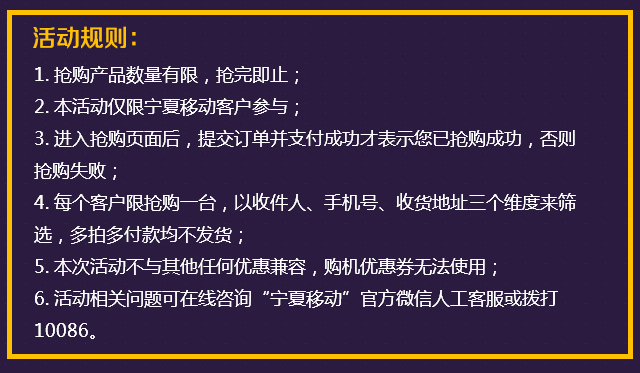 活动规则：
1. 抢购产品数量有限，抢完即止；
2. 本活动仅限宁夏移动客户参与；
3. 进入抢购页面后，提交订单并支付成功才表示您已抢购成功，否则
抢购失败；
4. 每个客户限抢购一台，以收件人、手机号、收货地址三个维度来筛
选，多拍多付款均不发货；
5. 本次活动不与其他任何优惠兼容，购机优惠券无法使用；
6. 活动相关问题可在线咨询“宁夏移动”官方微信人工客服或拨打
10086。